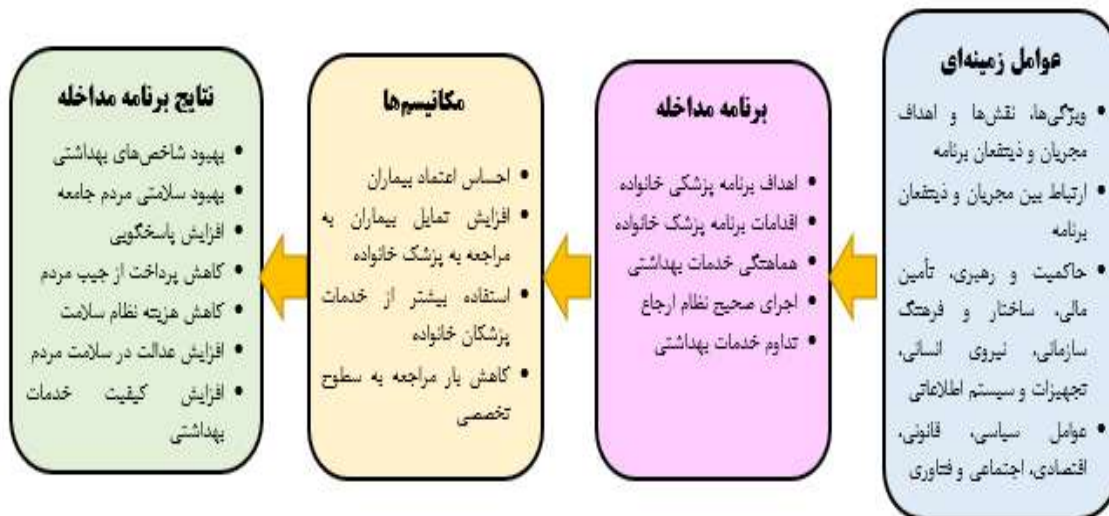 عوامل زمینه‌ای
• ویژگی‌ها، نقش‌ها و اهداف
مجریان و ذینفعان برنامه
• ارتباط بین مجریان و ذینفعان
برنامه
• حاکمیت و رهبری، تأمین
مالی، ساختار و فرهنگ
سازمانی، نیروی انسانی،
تجهیزات و سیستم اطلاعاتی
• عوامل سیاسی، قانونی،
اقتصادی، اجتماعی و فناوری
برنامه مداخله
• اهداف برنامه پزشکی خانواده
• اقدامات برنامه پزشک خانواده
• هماهنگی خدمات بهداشتی
• اجرای صحیح نظام ارجاع
• تداوم خدمات بهداشتی
مکانیسم‌ها
• احساس اعتماد بیماران
• افزایش تمایل بیماران به
مراجعه به پزشک خانواده
• استفاده بیشتر از خدمات
پزشکان خانواده
• کاهش بار مراجعه به سطوح
تخصصی
نتایج برنامه مداخله
• بهبود شاخص‌های بهداشتی
• بهبود سلامتی مردم جامعه
• افزایش پاسخگویی
• کاهش پرداخت از جیب مردم
• کاهش هزینه نظام سلامت
• افزایش عدالت در سلامت مردم
• افزایش کیفیت خدمات
بهداشتی